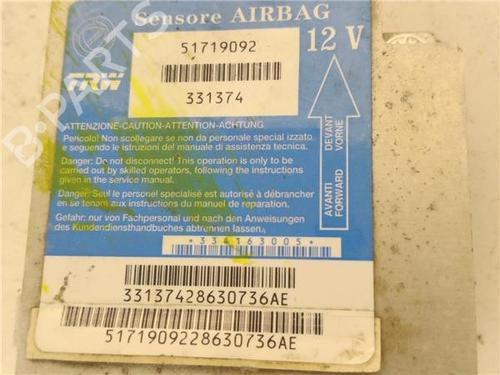 Sensore AIRBAG
51719092
12 V
331374
TRW
ATTENZIONE-CAUTION-ATTENTION-ACHTUNG
Pericolo! Non scollegare se non da personale special izzato
e seguendo le istruzioni del manuale di assistenza tecnica.
Danger: Do not disconnect! This operation is only to be
carried out by skilled operators, following the instructions
given in the service manual.
Danger: Seul le personel spécialisé est autorisé à débrancher
en se tenant aux instructions du manuel de reparation.
Gefahr: nur von Fachpersonal und nach den Anweisungen
des Kundendiensthandbuches abtrennen lassen.
AVANTI DEVANT
FORWARD VORNE
*334163005*
33137428630736AE
5171909228630736AE
B-PARTS